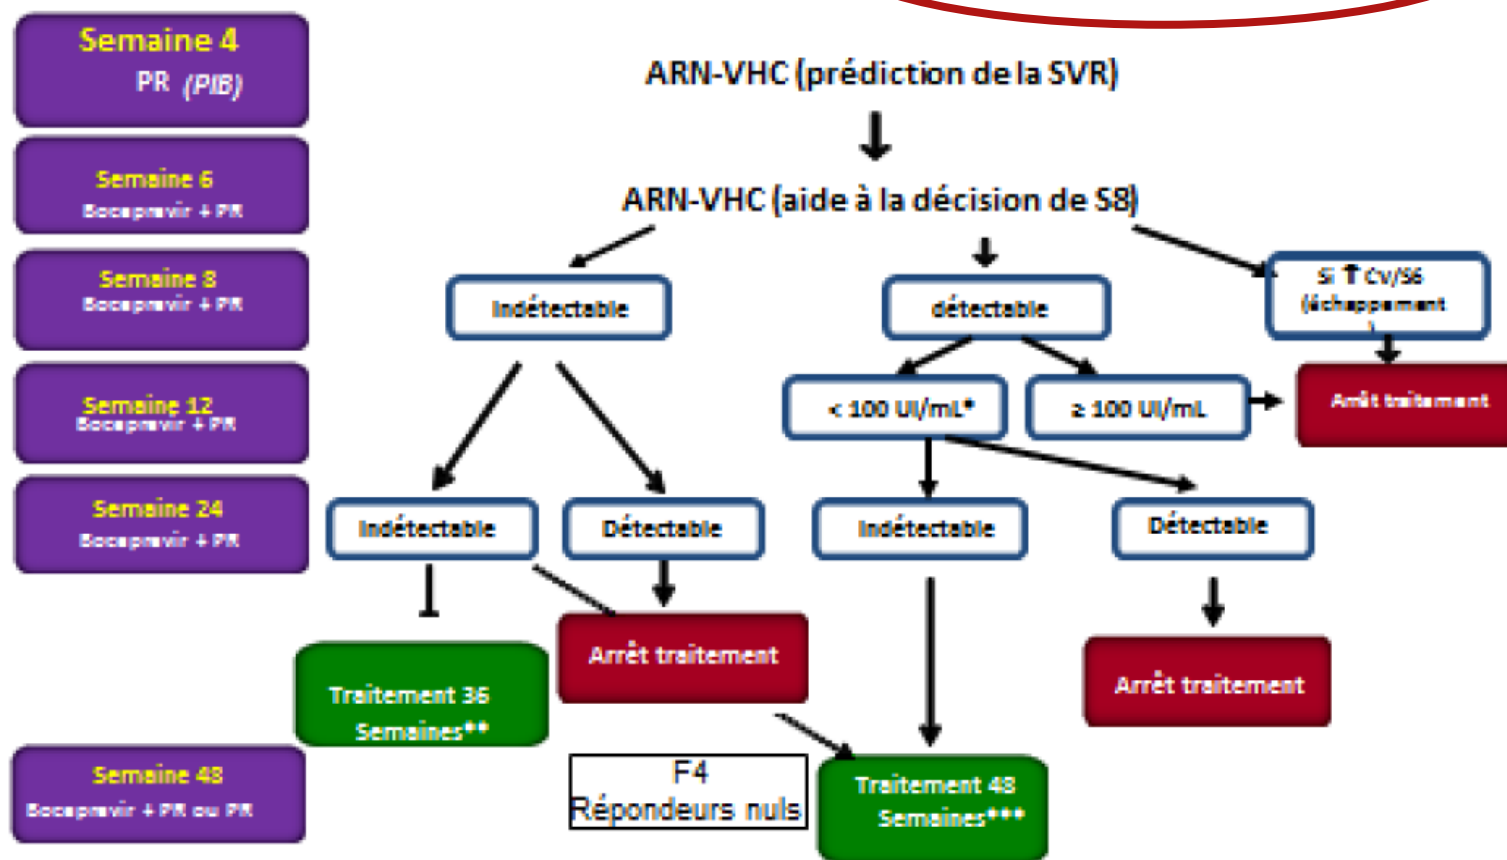 Semaine 4
PR (PIB)
ARN-VHC (prédiction de la SVR)
Semaine 6
Boceprevir + PR
ARN-VHC (aide à la décision de S8)
Semaine 8
Boceprevir + PR
Indétectable
détectable
Si ↑ CV/S6
(échappement
)
Semaine 12
Boceprevir + PR
< 100 UI/mL*
≥ 100 UI/mL
Arrêt traitement
Semaine 24
Boceprevir + PR
Indétectable
Détectable
Indétectable
Détectable
Arrêt traitement
Arrêt traitement
Traitement 36
Semaines**
Semaine 48
Boceprevir + PR ou PR
F4
Répondeurs nuls
Traitement 48
Semaines***